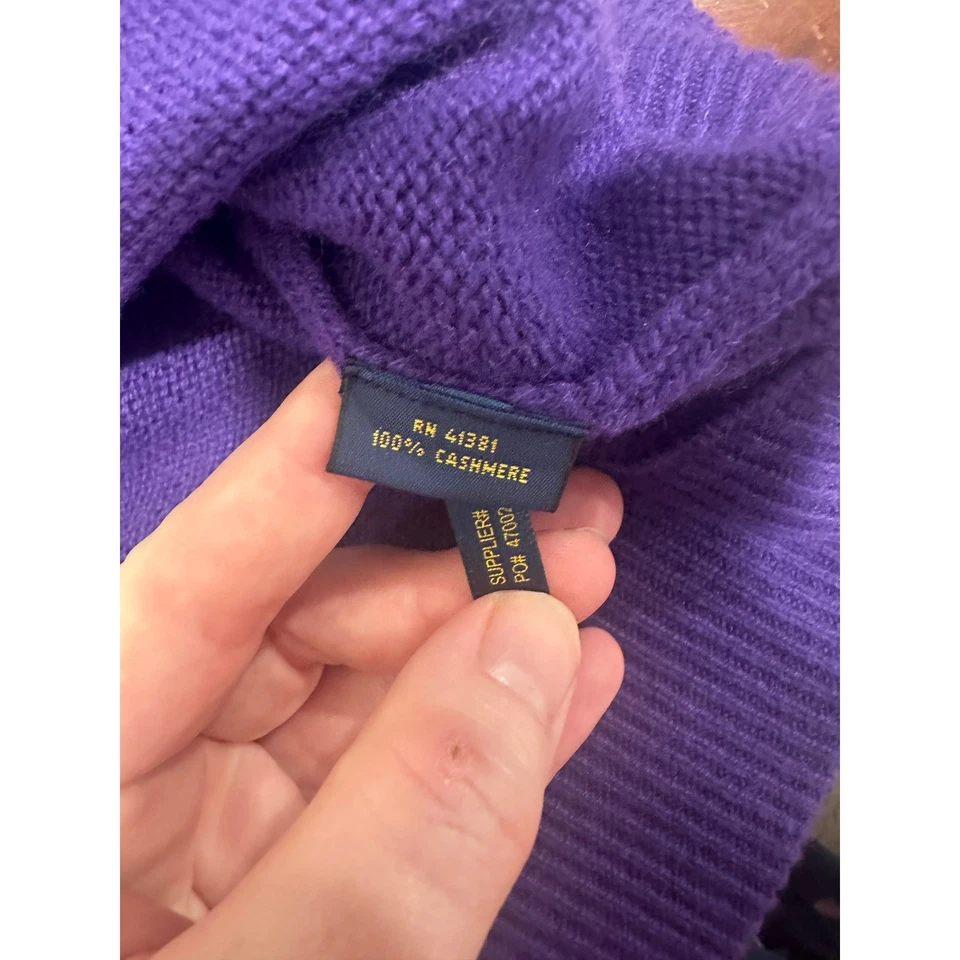 RN 41381
100% CASHMERE
SUPPLIER#
PO# 47002